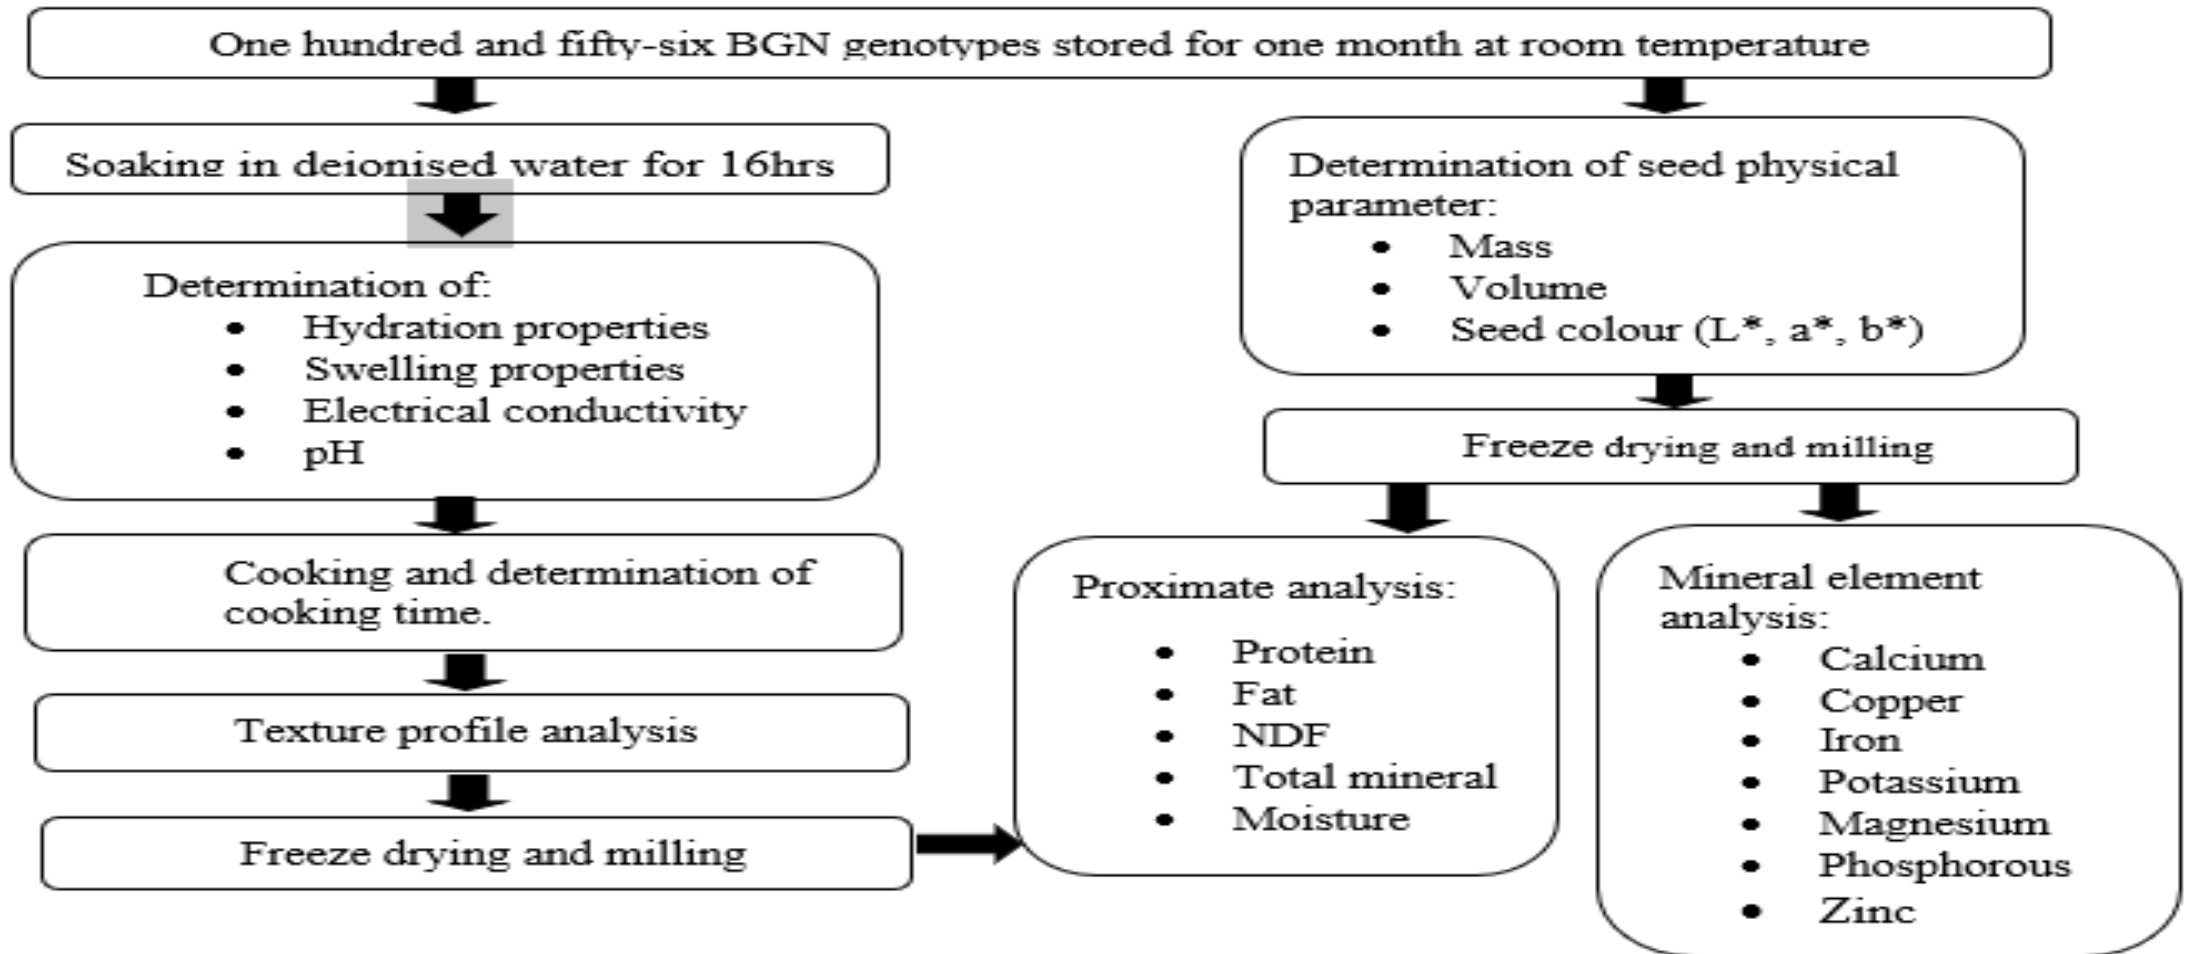 One hundred and fifty-six BGN genotypes stored for one month at room temperature
Soaking in deionised water for 16hrs
Determination of:
• Hydration properties
• Swelling properties
• Electrical conductivity
• pH
Cooking and determination of
cooking time.
Texture profile analysis
Freeze drying and milling
Determination of seed physical
parameter:
• Mass
• Volume
• Seed colour (L*, a*, b*)
Freeze drying and milling
Proximate analysis:
• Protein
• Fat
• NDF
• Total mineral
• Moisture
Mineral element
analysis:
• Calcium
• Copper
• Iron
• Potassium
• Magnesium
• Phosphorous
• Zinc